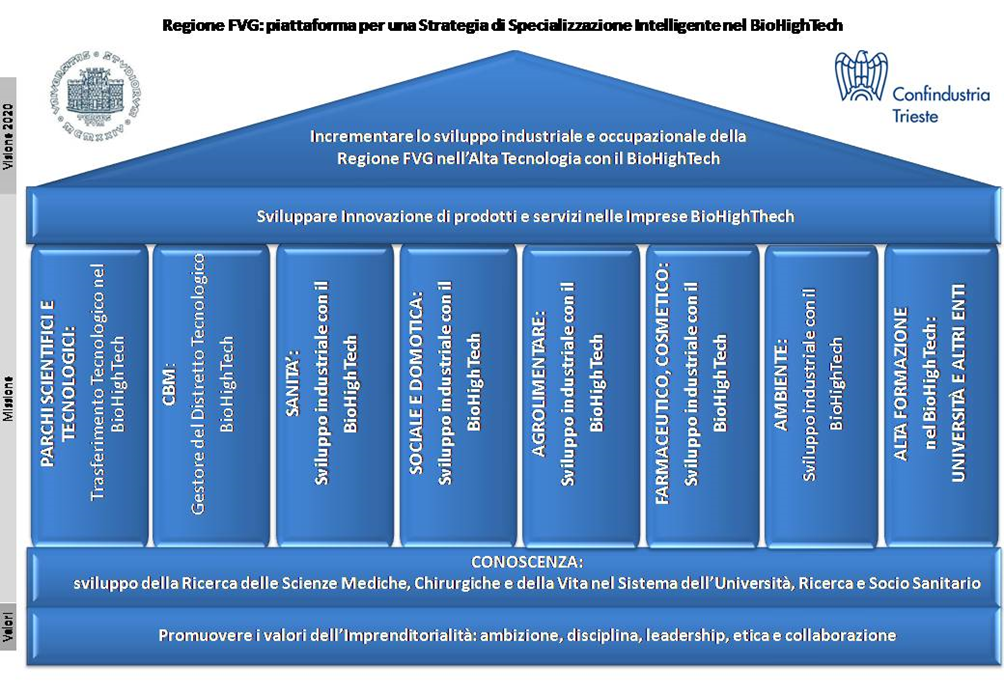 Regione FVG: piattaforma per una Strategia di Specializzazione Intelligente nel BioHighTech
Confindustria
Trieste
Visione 2020
Incrementare lo sviluppo industriale e occupazionale della
Regione FVG nell'Alta Tecnologia con il BioHighTech
Sviluppare Innovazione di prodotti e servizi nelle Imprese BioHighThech
Missione
PARCHI SCIENTIFICI E
TECNOLOGICI:
Trasferimento Tecnologico nel
BioHighTech
CBM:
Gestore del Distretto Tecnologico
BioHighTech
SANITA':
Sviluppo industriale con il
BioHighTech
SOCIALE E DOMOTICA:
Sviluppo industriale con il
BioHighTech
AGROLIMENTARE:
Sviluppo industriale con il
BioHighTech
FARMACEUTICO, COSMETICO:
Sviluppo industriale con il
BioHighTech
AMBIENTE:
Sviluppo industriale con il
BioHighTech
ALTA FORMAZIONE
nel BioHighTech:
UNIVERSITÀ E ALTRI ENTI
CONOSCENZA:
sviluppo della Ricerca delle Scienze Mediche, Chirurgiche e della Vita nel Sistema dell'Università, Ricerca e Socio Sanitario
Valori
Promuovere i valori dell'Imprenditorialità: ambizione, disciplina, leadership, etica e collaborazione